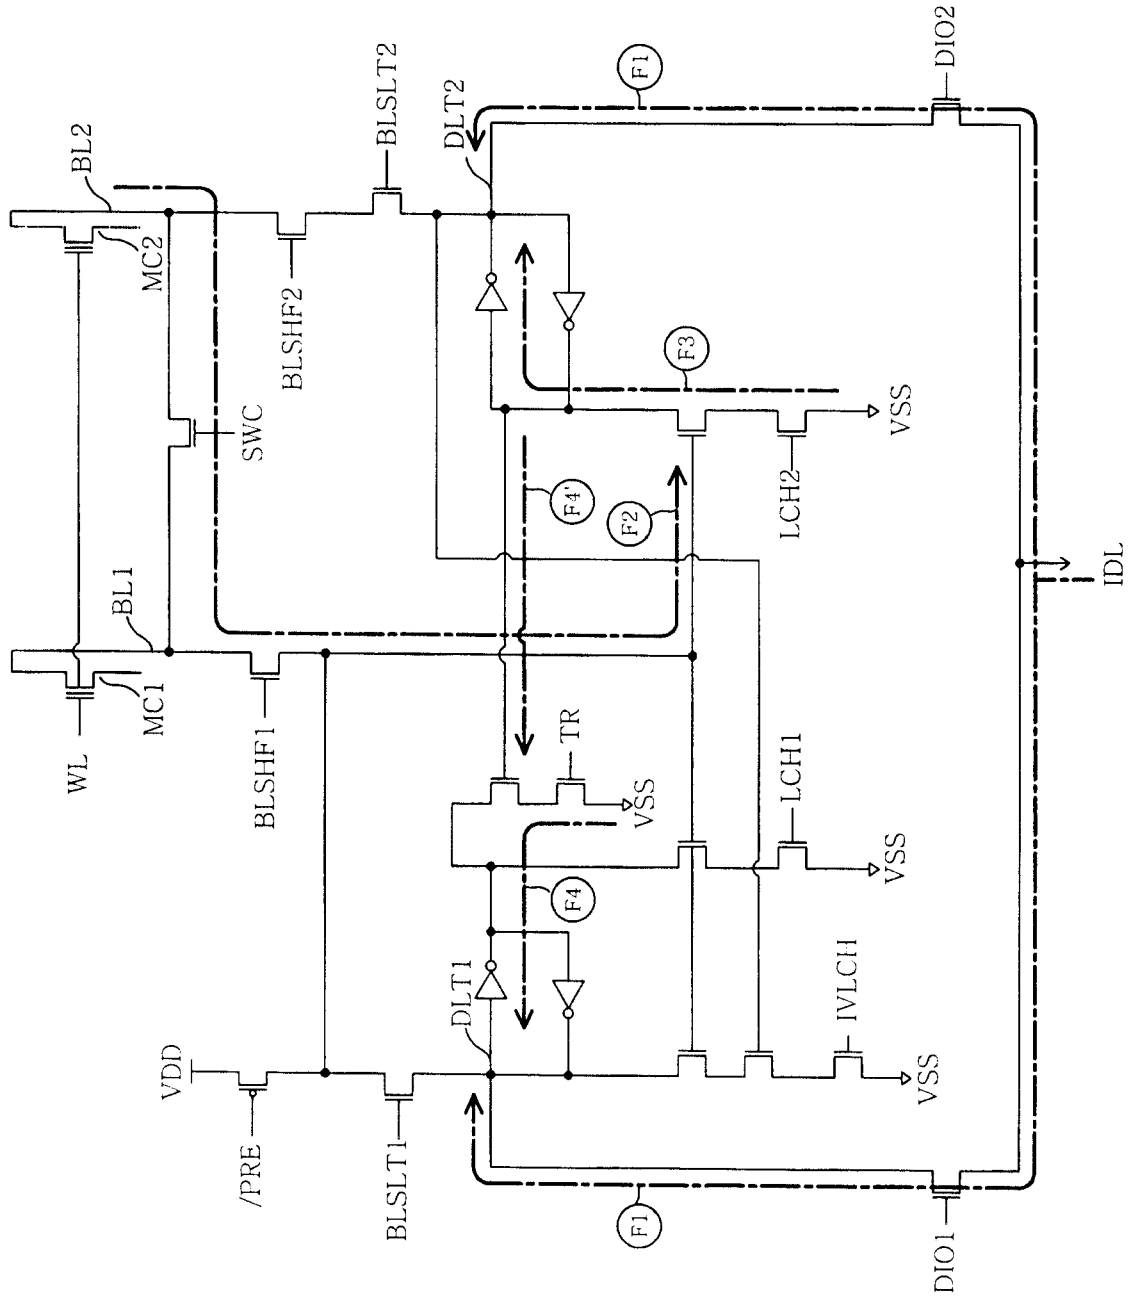 DIO2
F1
BLSLT2
DLT2
BL2
MC2
BLSHF2
F3
VSS
SWC
F4'
F2
LCH2
IDL
BL1
MC1
WL
BLSHF1
TR
VSS
LCH1
VSS
F4
DLT1
IVLCH
VSS
VDD
/PRE
BLSLT1
F1
DIO1